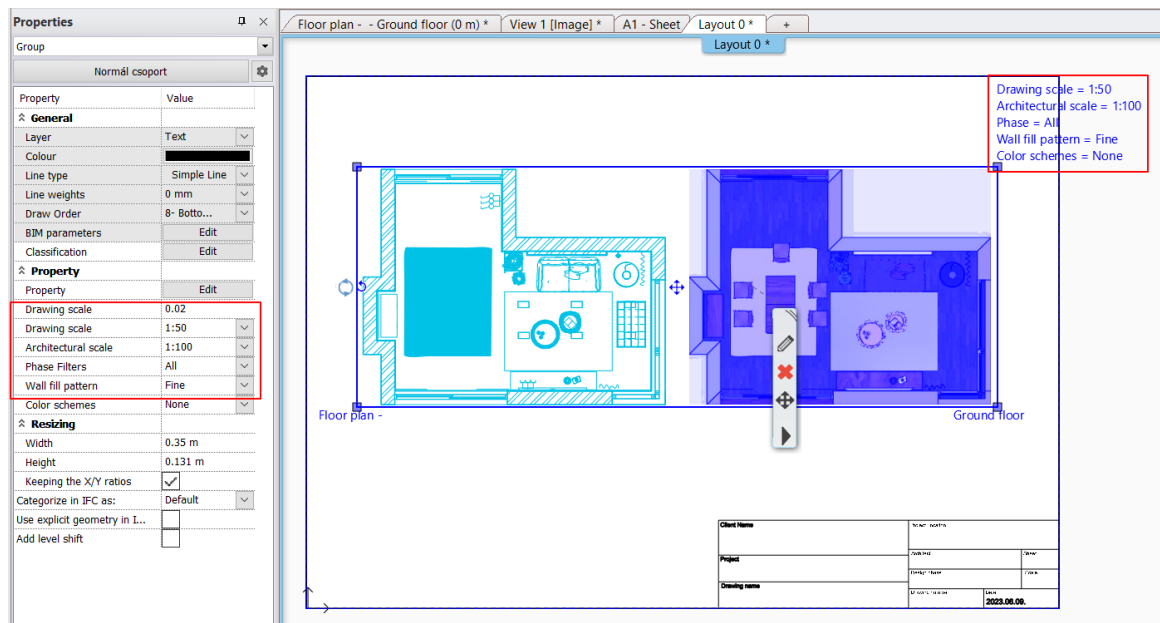 Properties
Group
Normál csoport
Property Value
General
Layer Text
Colour
Line type Simple Line
Line weights 0 mm
Draw Order 8- Botto...
BIM parameters Edit
Classification Edit
Property
Property Edit
Drawing scale 0.02
Drawing scale 1:50
Architectural scale 1:100
Phase Filters All
Wall fill pattern Fine
Color schemes None
Resizing
Width 0.35 m
Height 0.131 m
Keeping the X/Y ratios
Categorize in IFC as: Default
Use explicit geometry in I...
Add level shift
Floor plan - - Ground floor (0 m) * View 1 [Image] * A1 - Sheet Layout 0 * +
Layout 0 *
Drawing scale = 1:50
Architectural scale = 1:100
Phase = All
Wall fill pattern = Fine
Color schemes = None
Floor plan - Ground floor
Client Name
Project
Drawing name
2023.06.09.